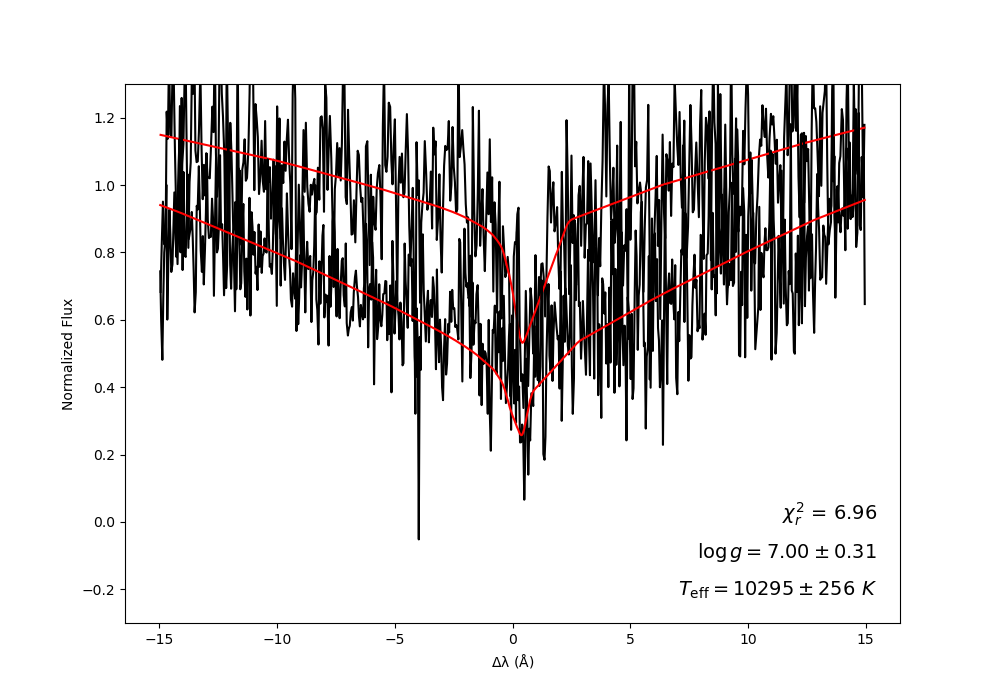 1.2
1.0
0.8
0.6
0.4
0.2
0.0
−0.2
Normalized Flux
χ²ᵣ = 6.96
log g = 7.00 ± 0.31
T_eff = 10295 ± 256 K
−15 −10 −5 0 5 10 15
Δλ (Å)